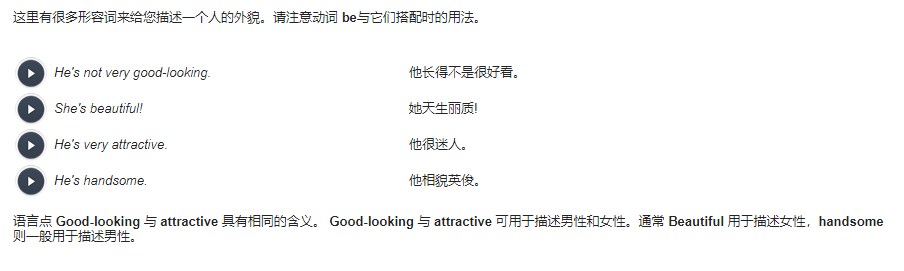 这里有很多形容词来给您描述一个人的外貌。请注意动词 be与它们搭配时的用法。
He's not very good-looking. 他长得不是很好看。
She's beautiful! 她天生丽质!
He's very attractive. 他很迷人。
He's handsome. 他相貌英俊。
语言点 Good-looking 与 attractive 具有相同的含义。 Good-looking 与 attractive 可用于描述男性和女性。通常 Beautiful 用于描述女性，handsome
则一般用于描述男性。